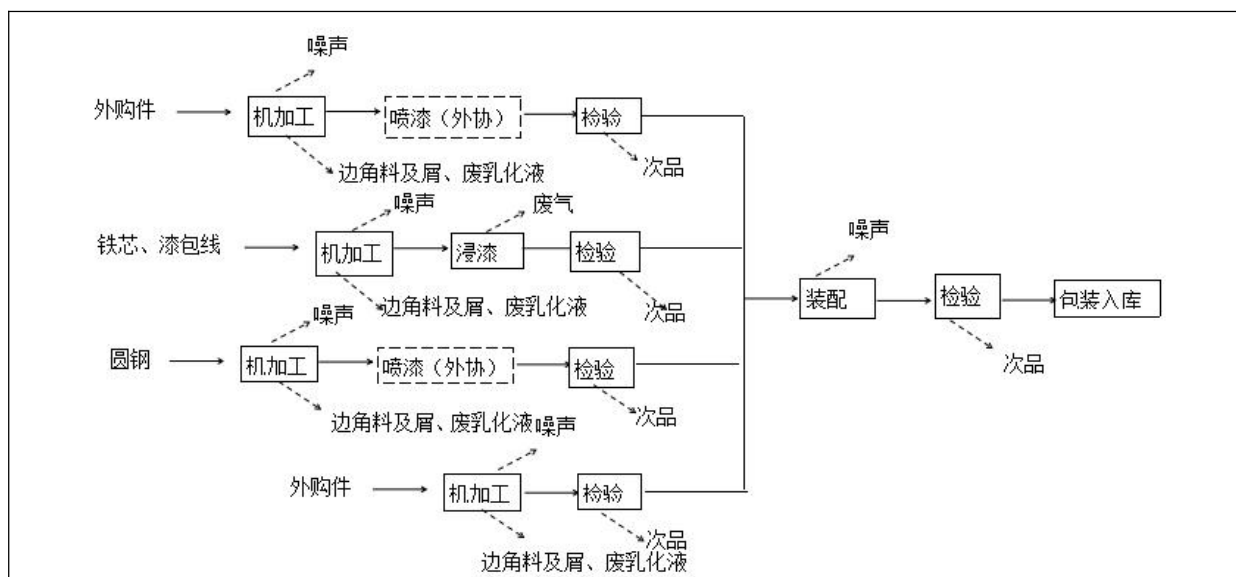 噪声
外购件
机加工
喷漆（外协）
检验
边角料及屑、废乳化液
次品
噪声
废气
铁芯、漆包线
机加工
浸漆
检验
边角料及屑、废乳化液
次品
噪声
装配
检验
包装入库
次品
噪声
圆钢
机加工
喷漆（外协）
检验
边角料及屑、废乳化液
次品
噪声
外购件
机加工
检验
边角料及屑、废乳化液
次品